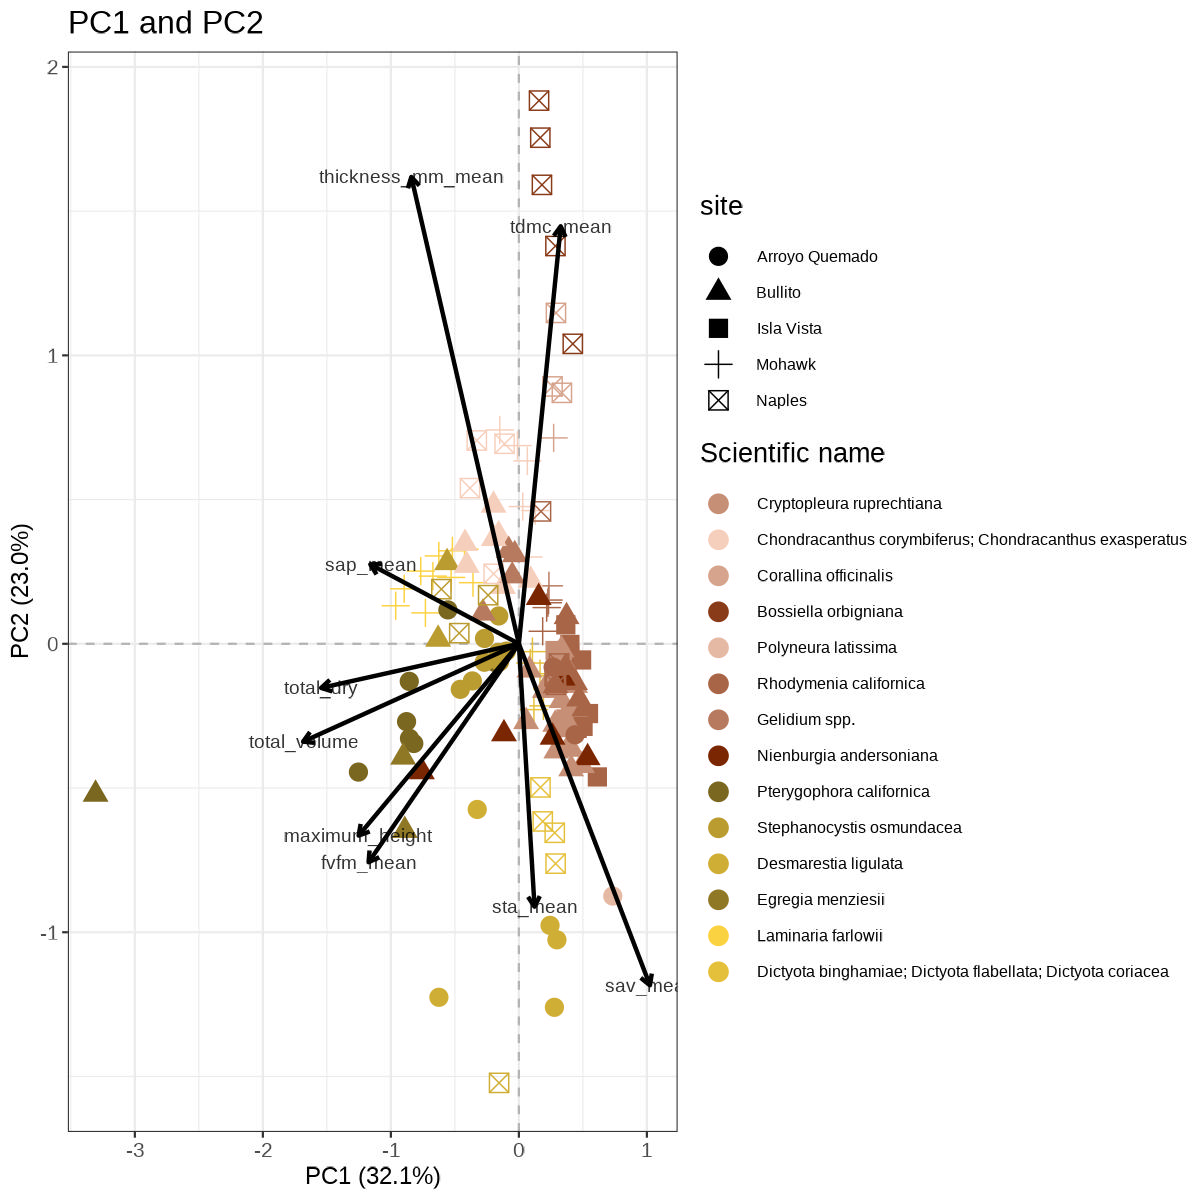 PC1 and PC2
2
1
0
-1
PC2 (23.0%)
thickness_mm_mean
tdmc_mean
sap_mean
total_dry
total_volume
maximum_height
fvfm_mean
sta_mean
sav_mea
-3
-2
-1
0
1
PC1 (32.1%)
site
Arroyo Quemado
Bullito
Isla Vista
Mohawk
Naples
Scientific name
Cryptopleura ruprechtiana
Chondracanthus corymbiferus; Chondracanthus exasperatus
Corallina officinalis
Bossiella orbigniana
Polyneura latissima
Rhodymenia californica
Gelidium spp.
Nienburgia andersoniana
Pterygophora californica
Stephanocystis osmundacea
Desmarestia ligulata
Egregia menziesii
Laminaria farlowii
Dictyota binghamiae; Dictyota flabellata; Dictyota coriacea